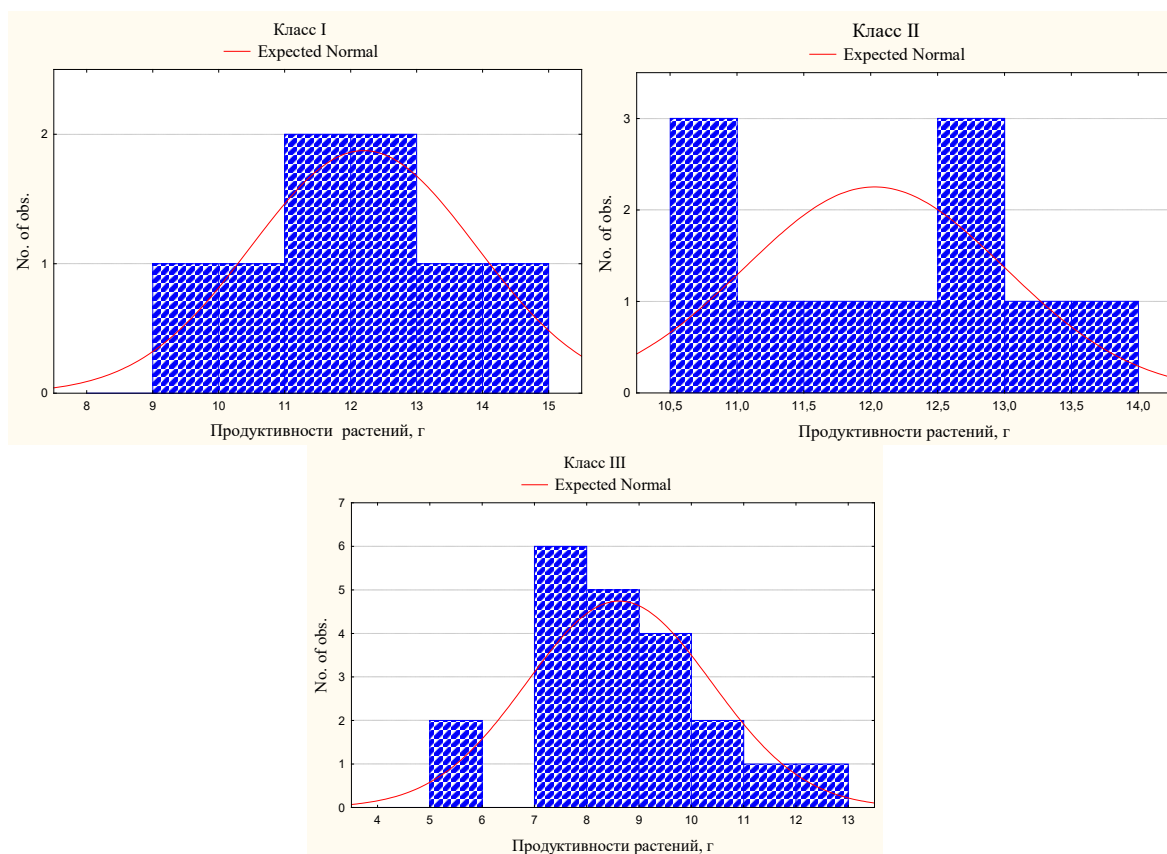 Класс I
Expected Normal
No. of obs.
2
1
0
8 9 10 11 12 13 14 15
Продуктивности растений, г
Класс II
Expected Normal
No. of obs.
3
2
1
0
10,5 11,0 11,5 12,0 12,5 13,0 13,5 14,0
Продуктивности растений, г
Класс III
Expected Normal
No. of obs.
7
6
5
4
3
2
1
0
4 5 6 7 8 9 10 11 12 13
Продуктивности растений, г